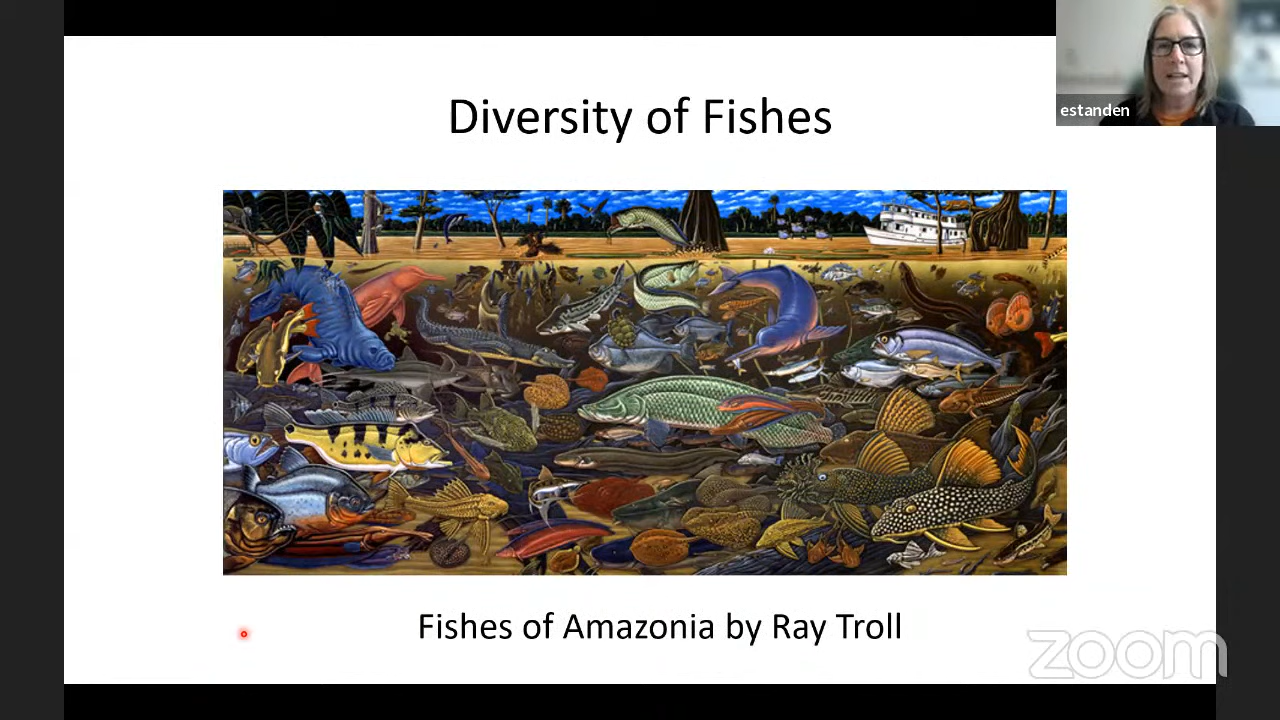 Diversity of Fishes
estanden
Fishes of Amazonia by Ray Troll
zoom